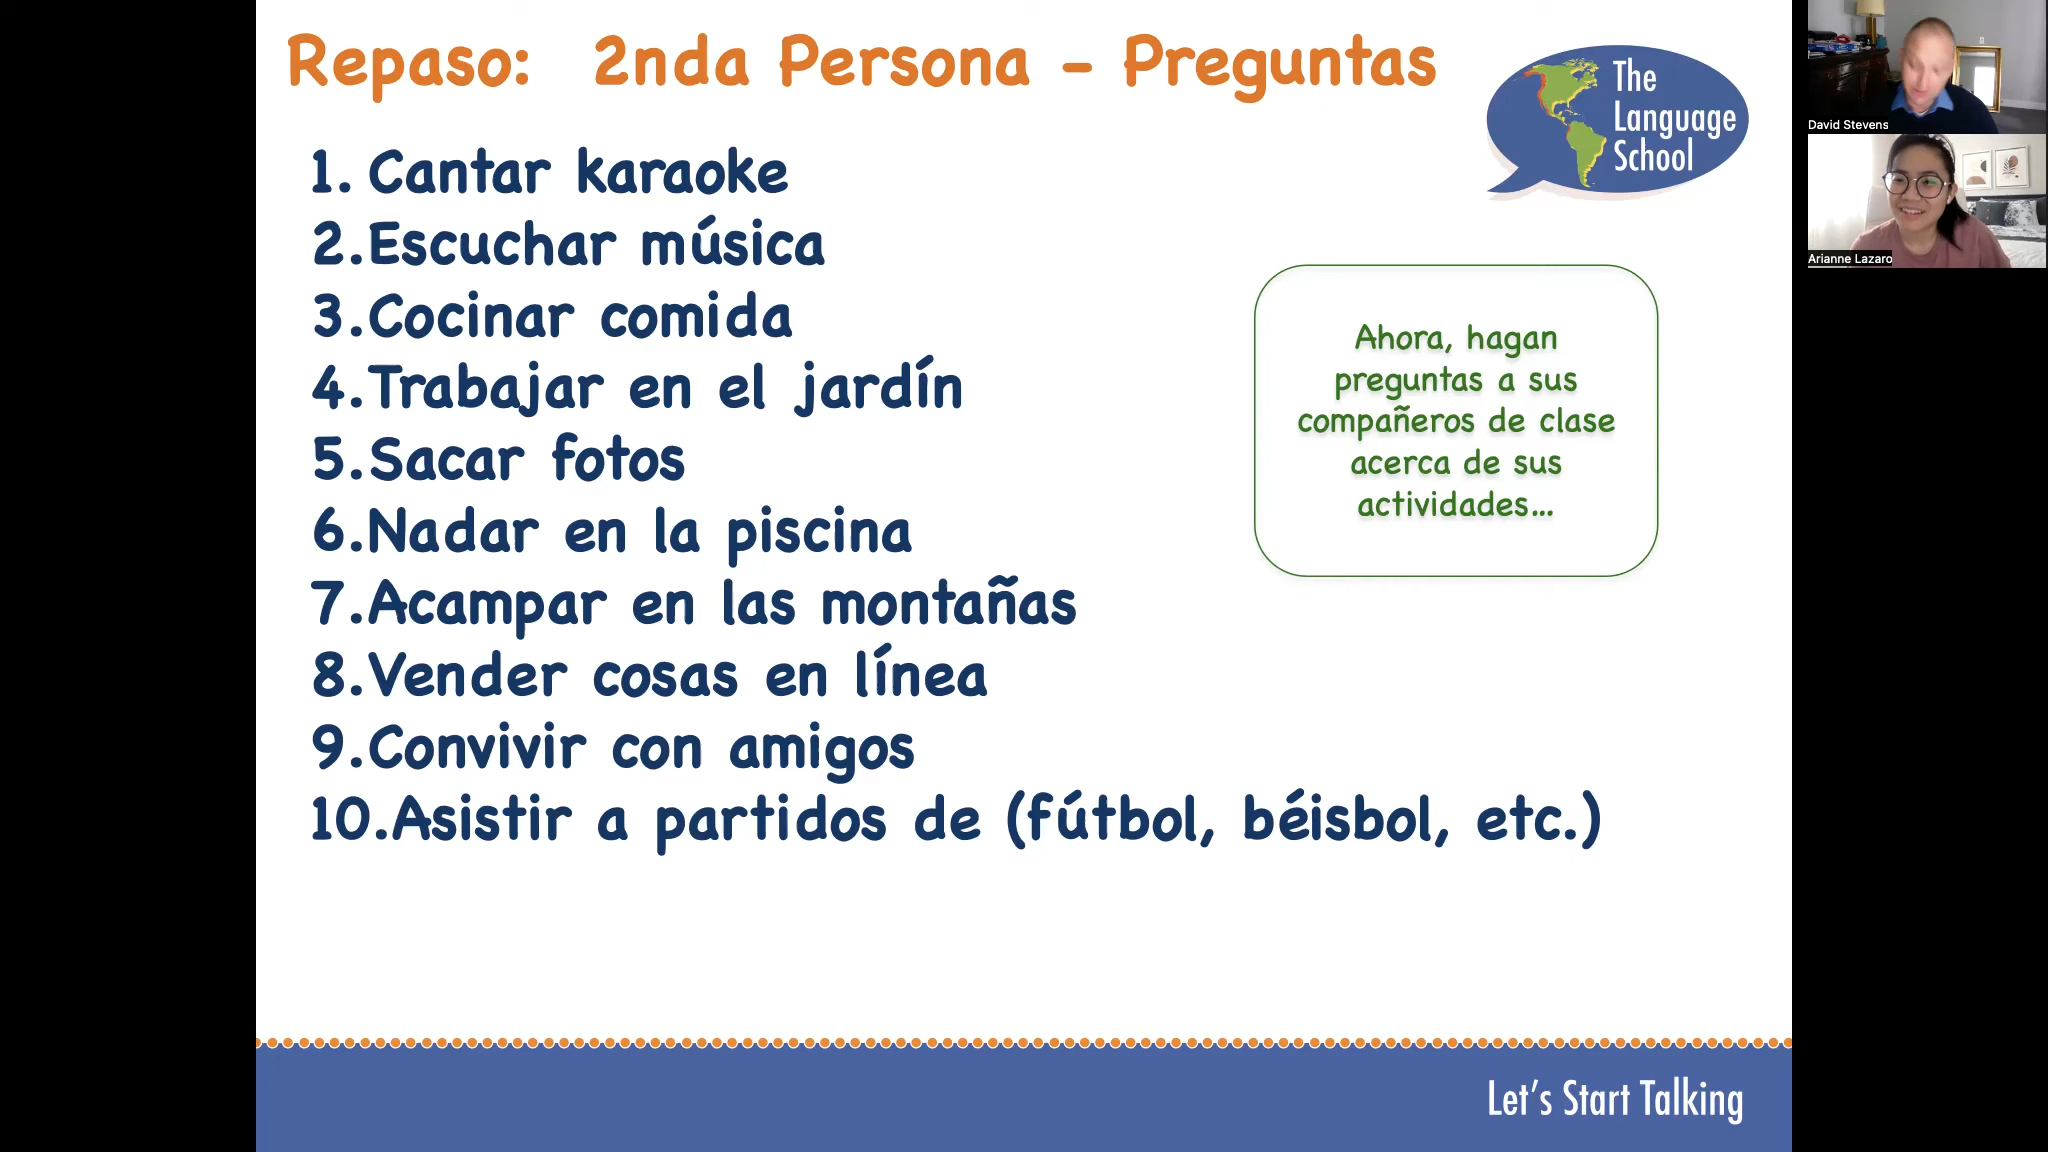 Repaso: 2nda Persona - Preguntas
The
Language
School
1. Cantar karaoke
2.Escuchar música
3.Cocinar comida
4.Trabajar en el jardín
5.Sacar fotos
6.Nadar en la piscina
7.Acampar en las montañas
8.Vender cosas en línea
9.Convivir con amigos
10.Asistir a partidos de (fútbol, béisbol, etc.)
Ahora, hagan
preguntas a sus
compañeros de clase
acerca de sus
actividades...
Let's Start Talking
David Stevens
Arianne Lazaro